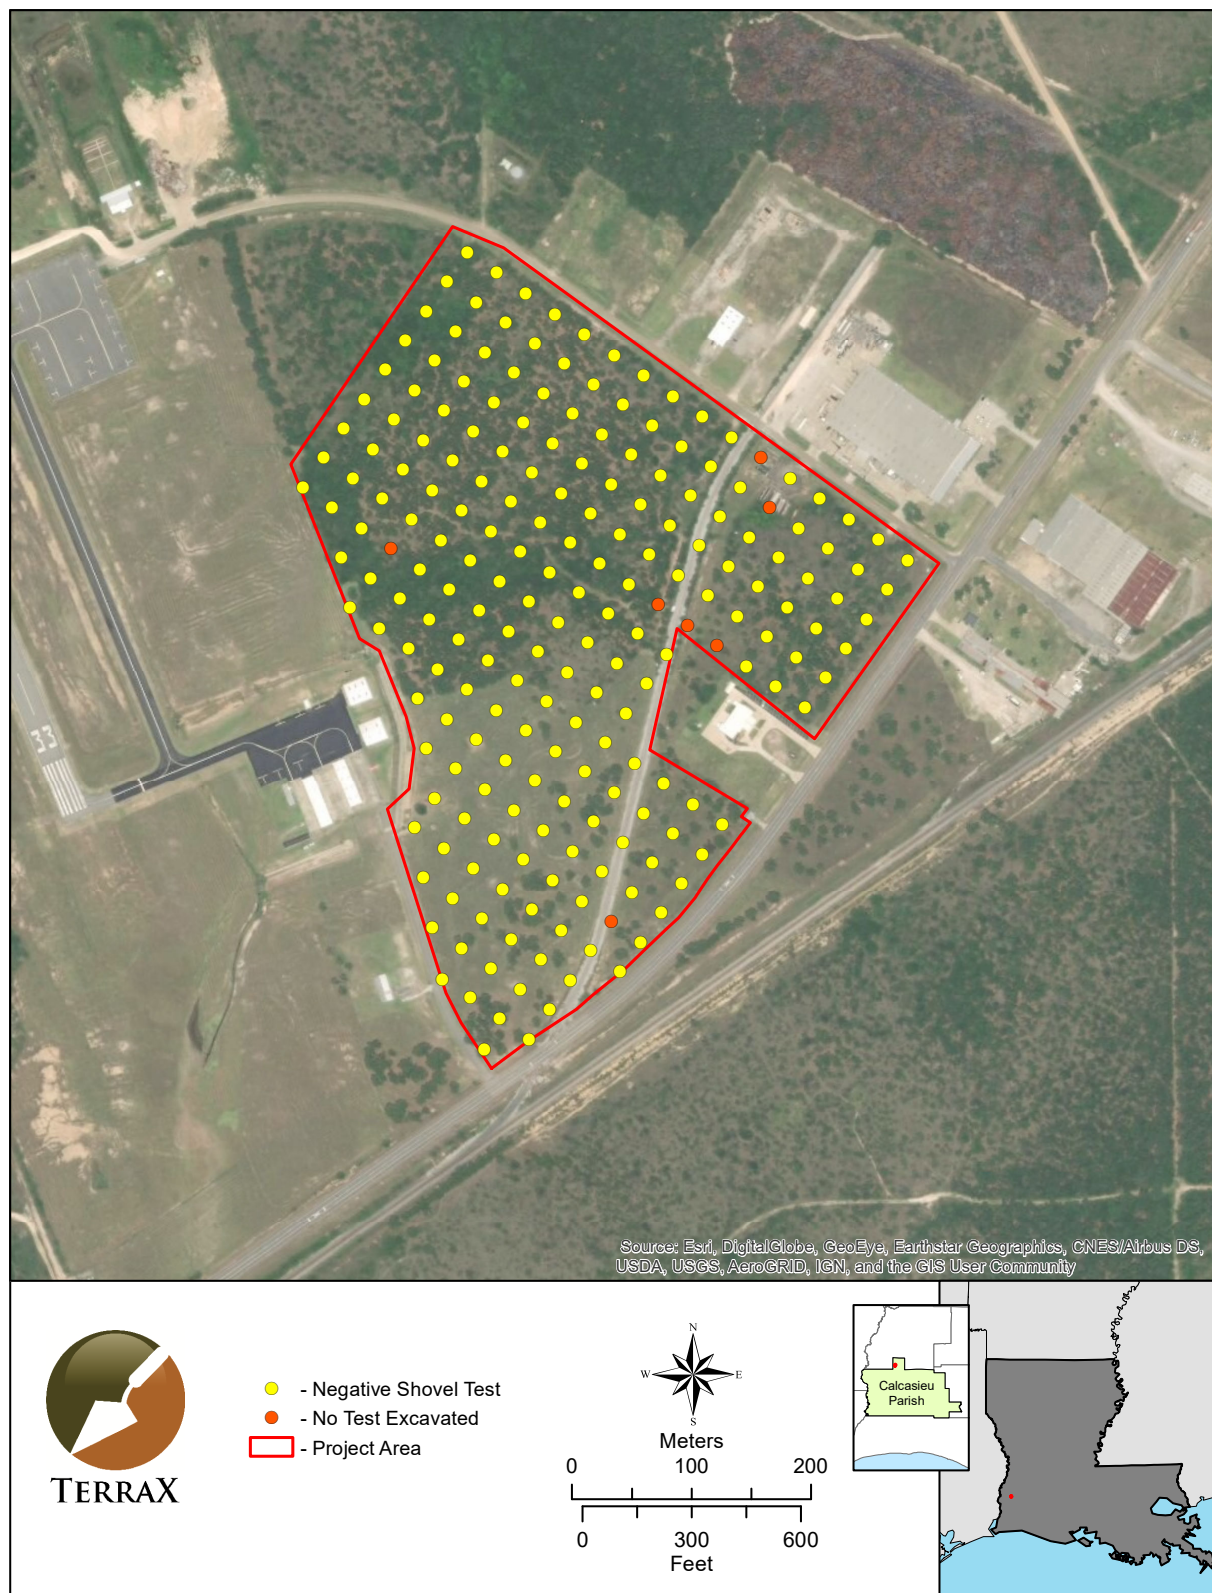 33
Source: Esri, DigitalGlobe, GeoEye, Earthstar Geographics, CNES/Airbus DS,
USDA, USGS, AeroGRID, IGN, and the GIS User Community
TERRAX
- Negative Shovel Test
- No Test Excavated
- Project Area
N
W E
S
Meters
0 100 200
0 300 600
Feet
Calcasieu
Parish